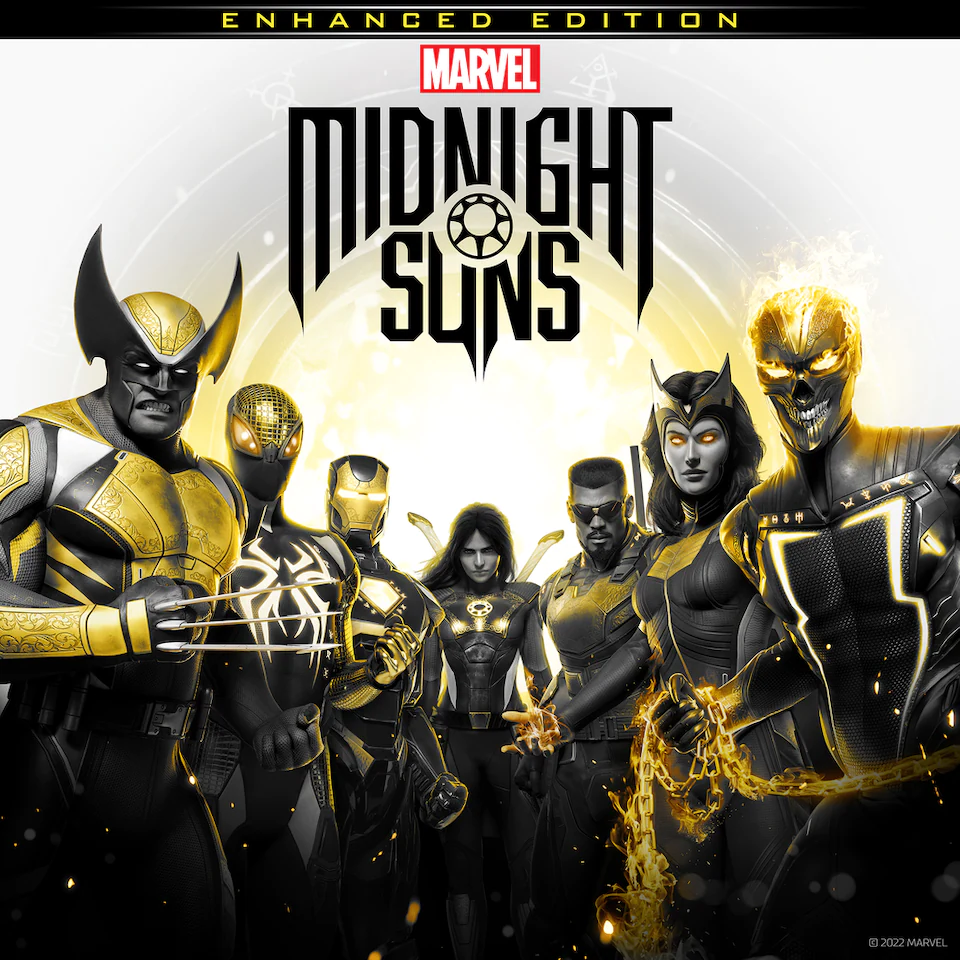 ENHANCED EDITION
MARVEL
MIDNIGHT
SUNS
© 2022 MARVEL